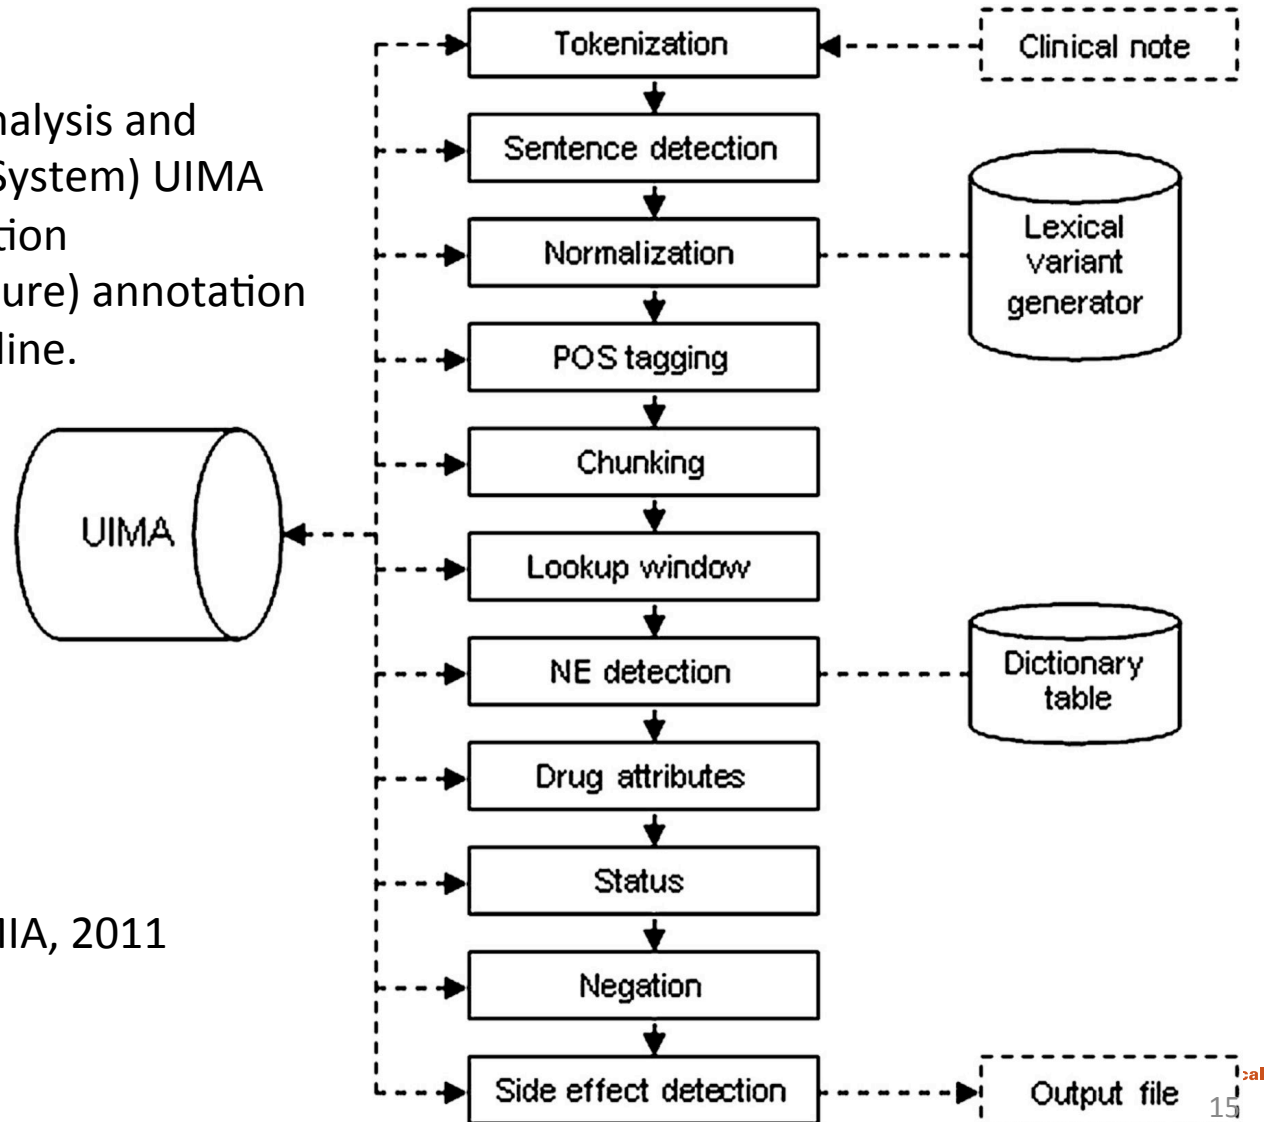 nalysis and
System) UIMA
tion
ure) annotation
line.
IIA, 2011
UIMA
Tokenization
Sentence detection
Normalization
POS tagging
Chunking
Lookup window
NE detection
Drug attributes
Status
Negation
Side effect detection
Clinical note
Lexical
variant
generator
Dictionary
table
Output file
cal
15